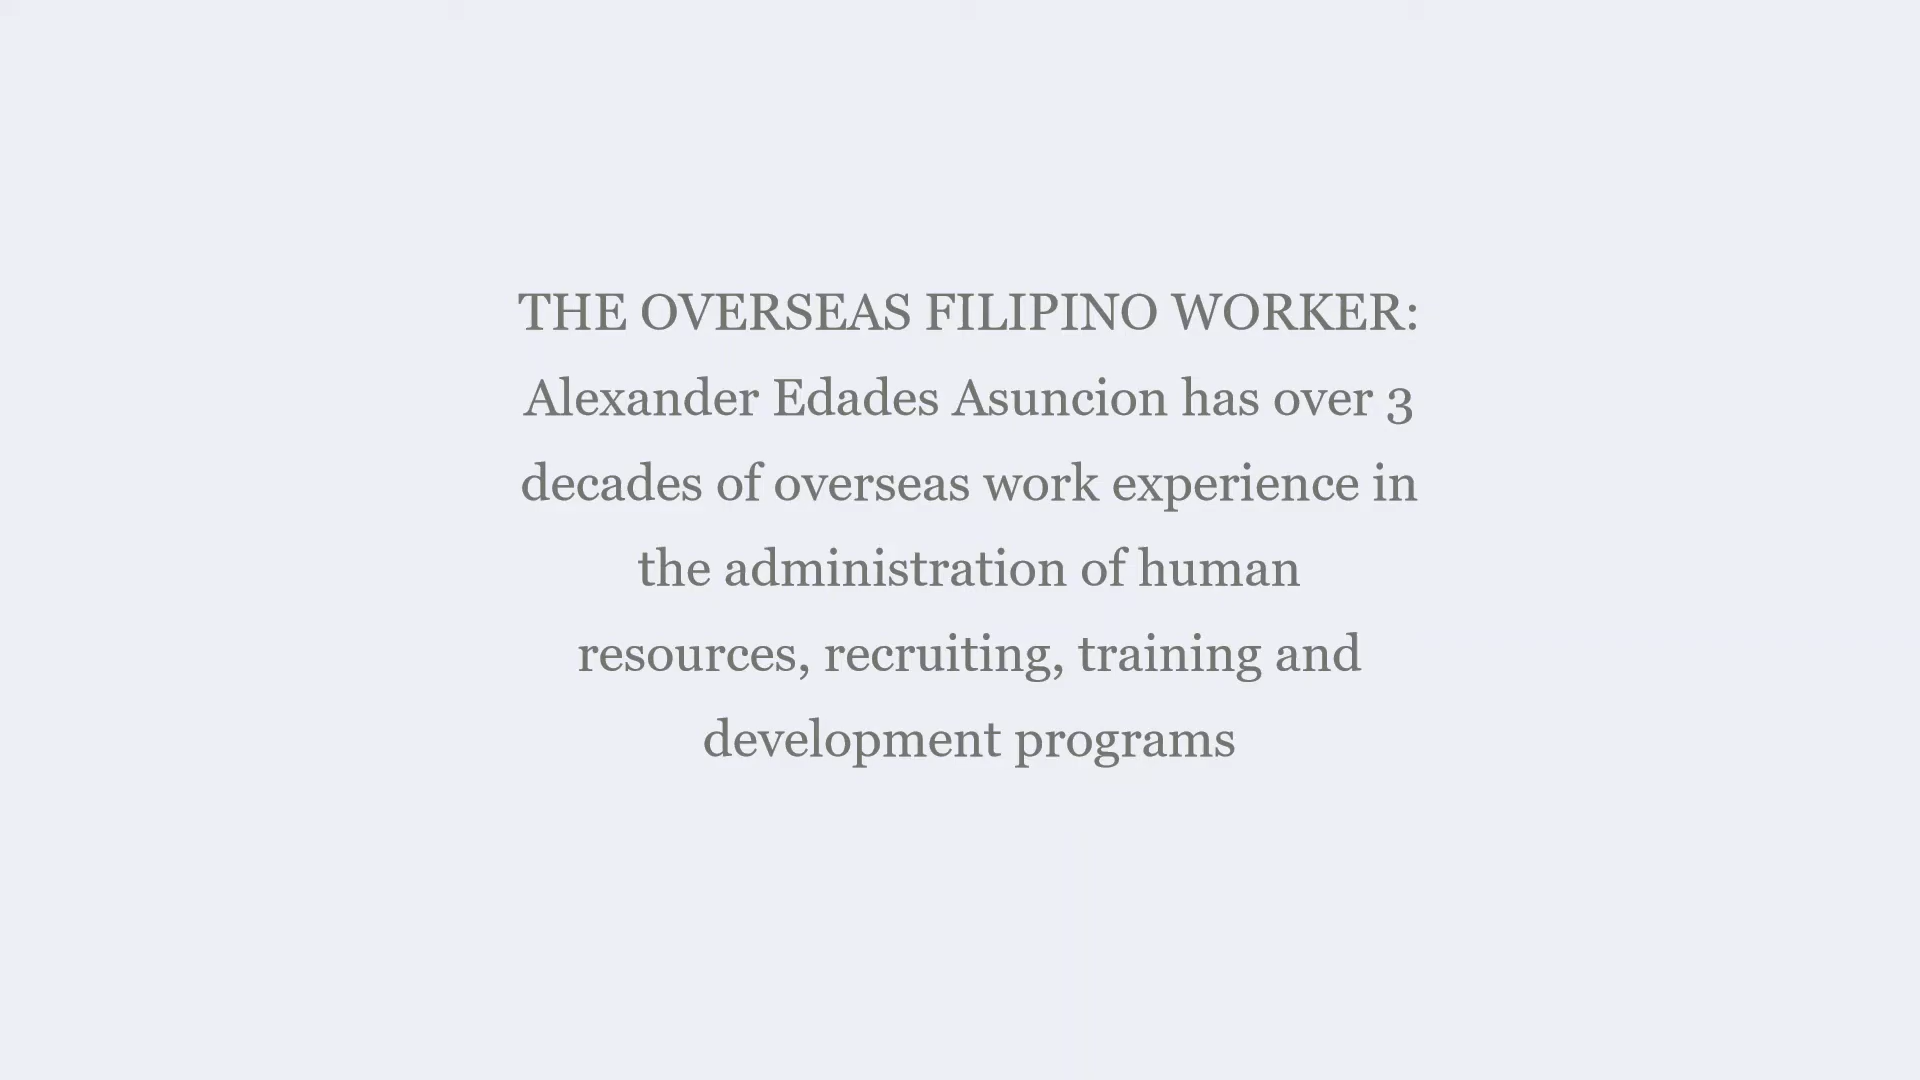 THE OVERSEAS FILIPINO WORKER:
Alexander Edades Asuncion has over 3
decades of overseas work experience in
the administration of human
resources, recruiting, training and
development programs